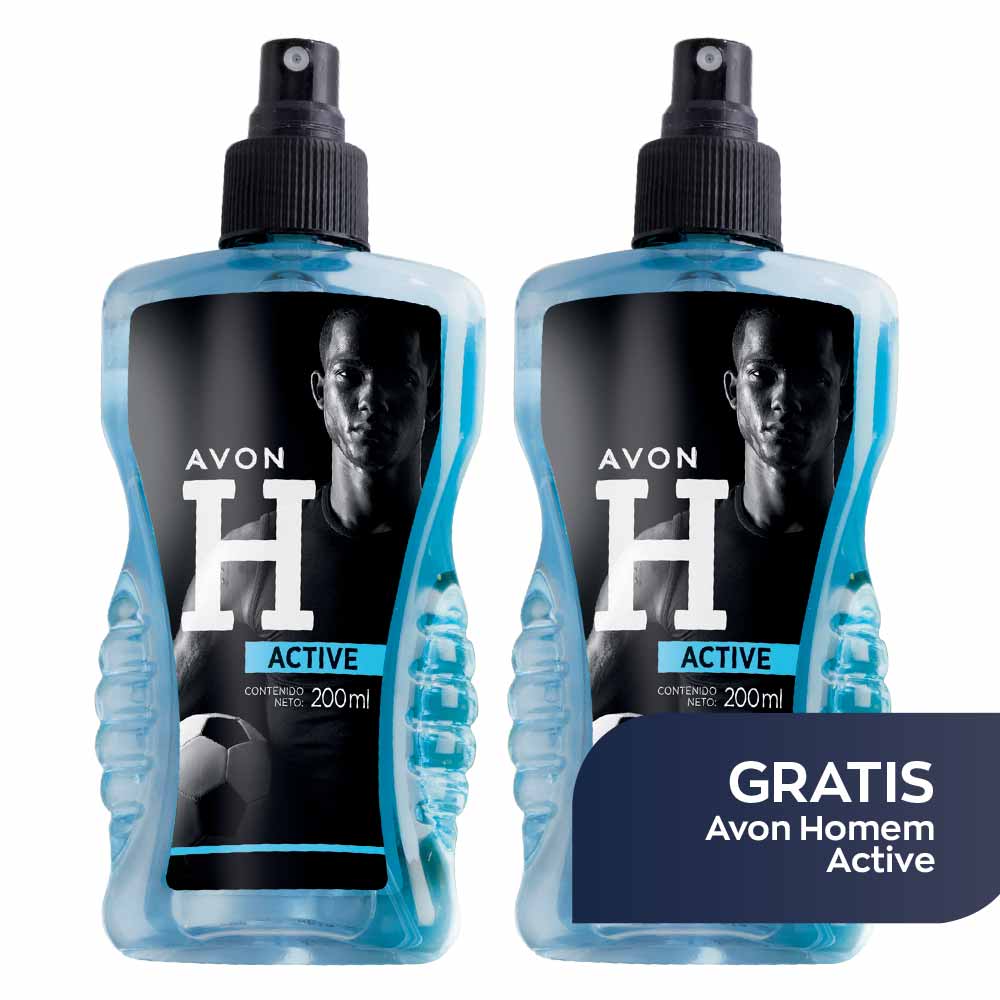 AVON
H
ACTIVE
CONTENIDO
NETO: 200ml
AVON
H
ACTIVE
CONTENIDO
NETO: 200ml
GRATIS
Avon Homem
Active